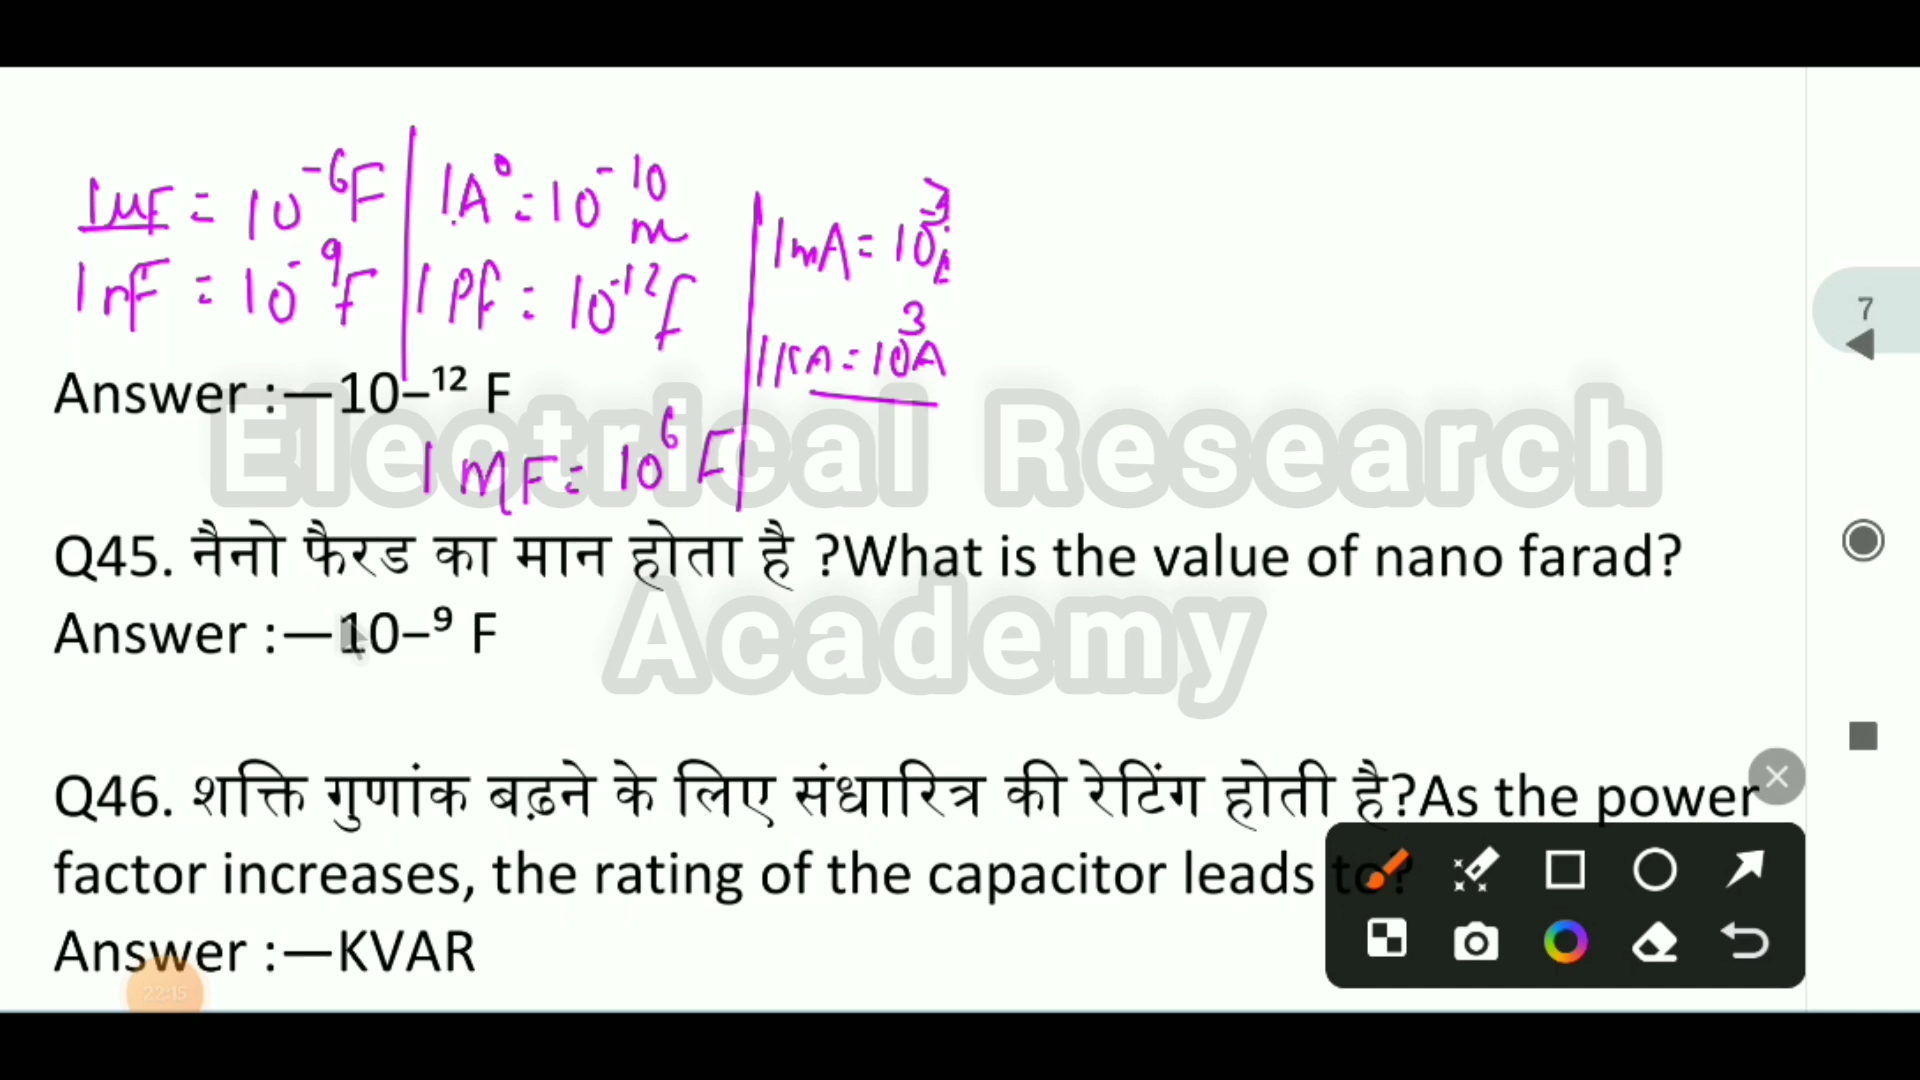 1μF = 10⁻⁶F
1nF = 10⁻⁹F
1A° = 10⁻¹⁰ m
1PF = 10⁻¹²F
1mA = 10
1KA = 10³A
Answer :—10–¹² F
1MF = 10⁶F
Q45. नैनो फैरड का मान होता है ?What is the value of nano farad?
Answer :—10–⁹ F
Q46. शक्ति गुणांक बढ़ने के लिए संधारित्र की रेटिंग होती है?As the power
factor increases, the rating of the capacitor leads to?
Answer :—KVAR
Electrical Research
Academy
7
22:15